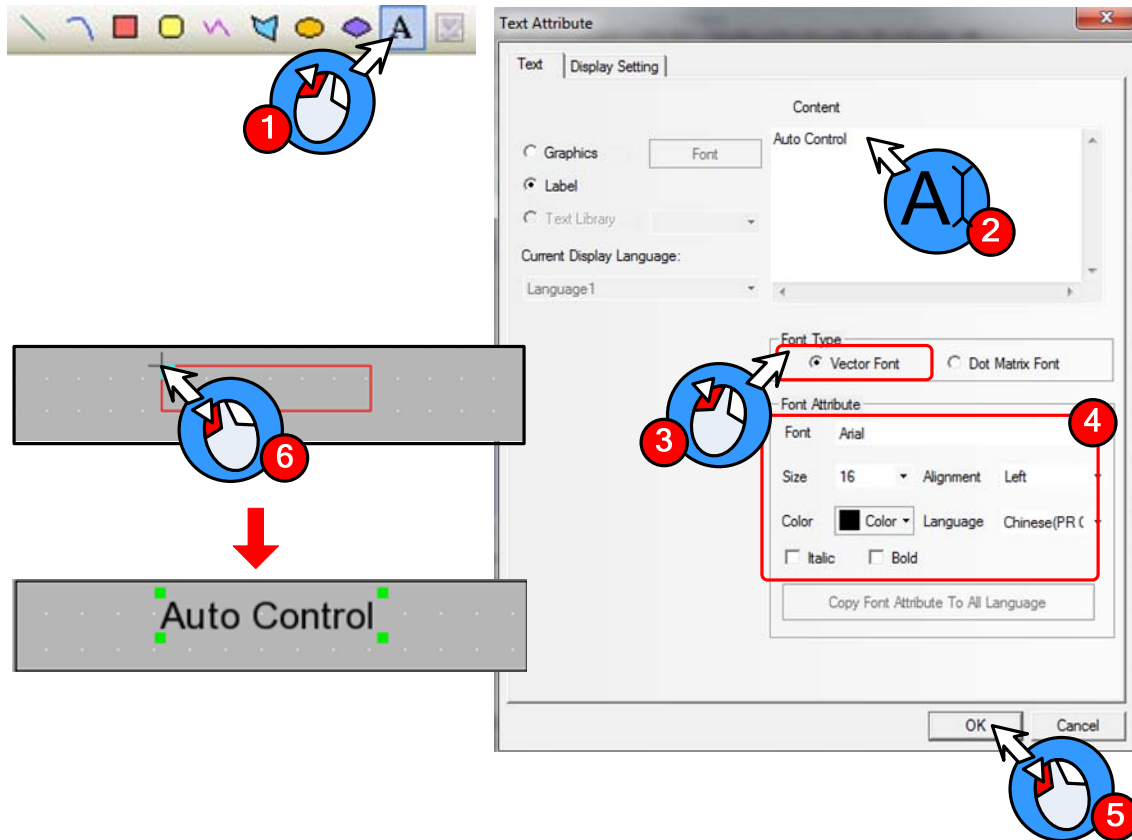 A
1
Text Attribute
Text
Display Setting
Content
Auto Control
Graphics
Font
Label
Text Library
A
2
Current Display Language:
Language1
Font Type
Vector Font
Dot Matrix Font
3
Font Attribute
4
Font Arial
Size 16 Alignment Left
Color Color Language Chinese(PR C
Italic Bold
Copy Font Attribute To All Language
OK
Cancel
5
6
Auto Control